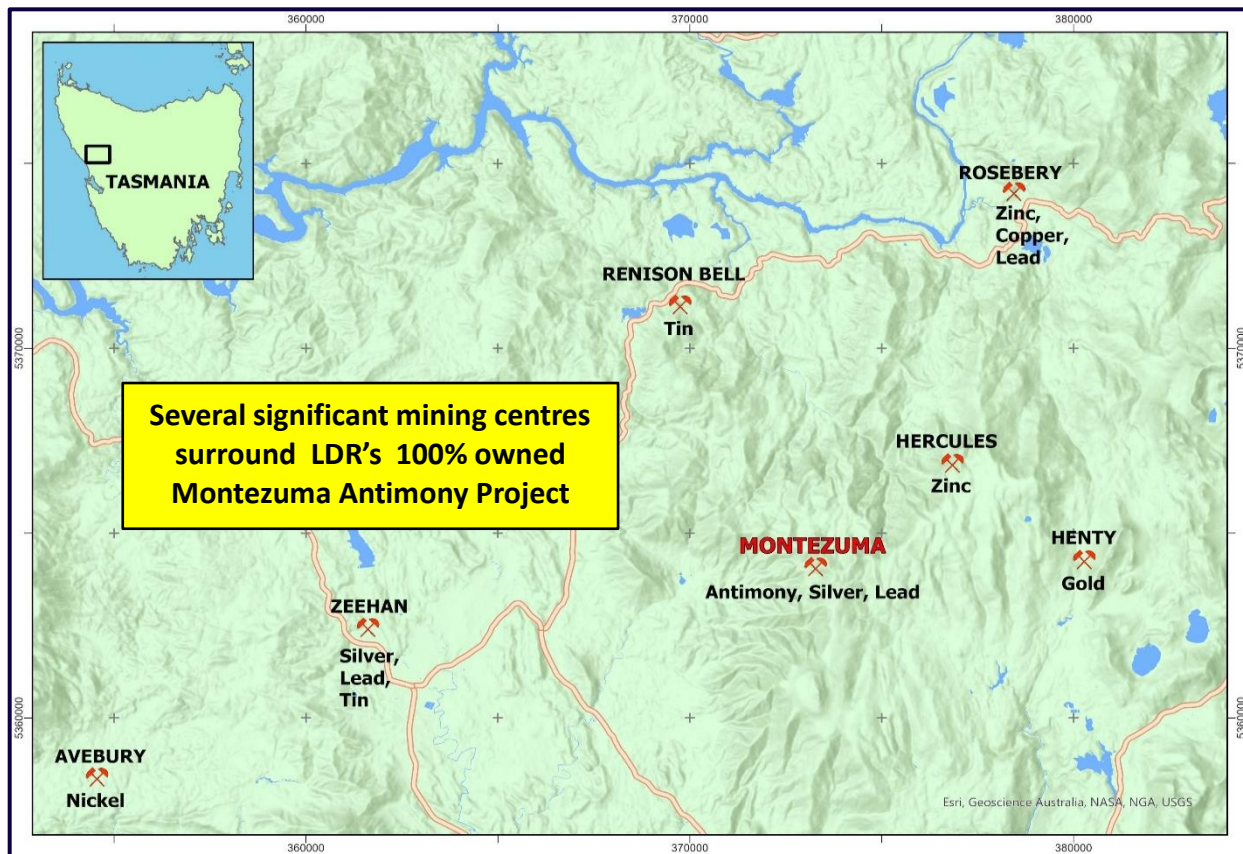 360000
370000
380000
TASMANIA
ROSEBERY
Zinc,
Copper,
Lead
RENISON BELL
Tin
5370000
5370000
Several significant mining centres
surround LDR’s 100% owned
Montezuma Antimony Project
HERCULES
Zinc
MONTEZUMA
Antimony, Silver, Lead
HENTY
Gold
ZEEHAN
Silver,
Lead,
Tin
5360000
5360000
AVEBURY
Nickel
Esri, Geoscience Australia, NASA, NGA, USGS
360000
370000
380000